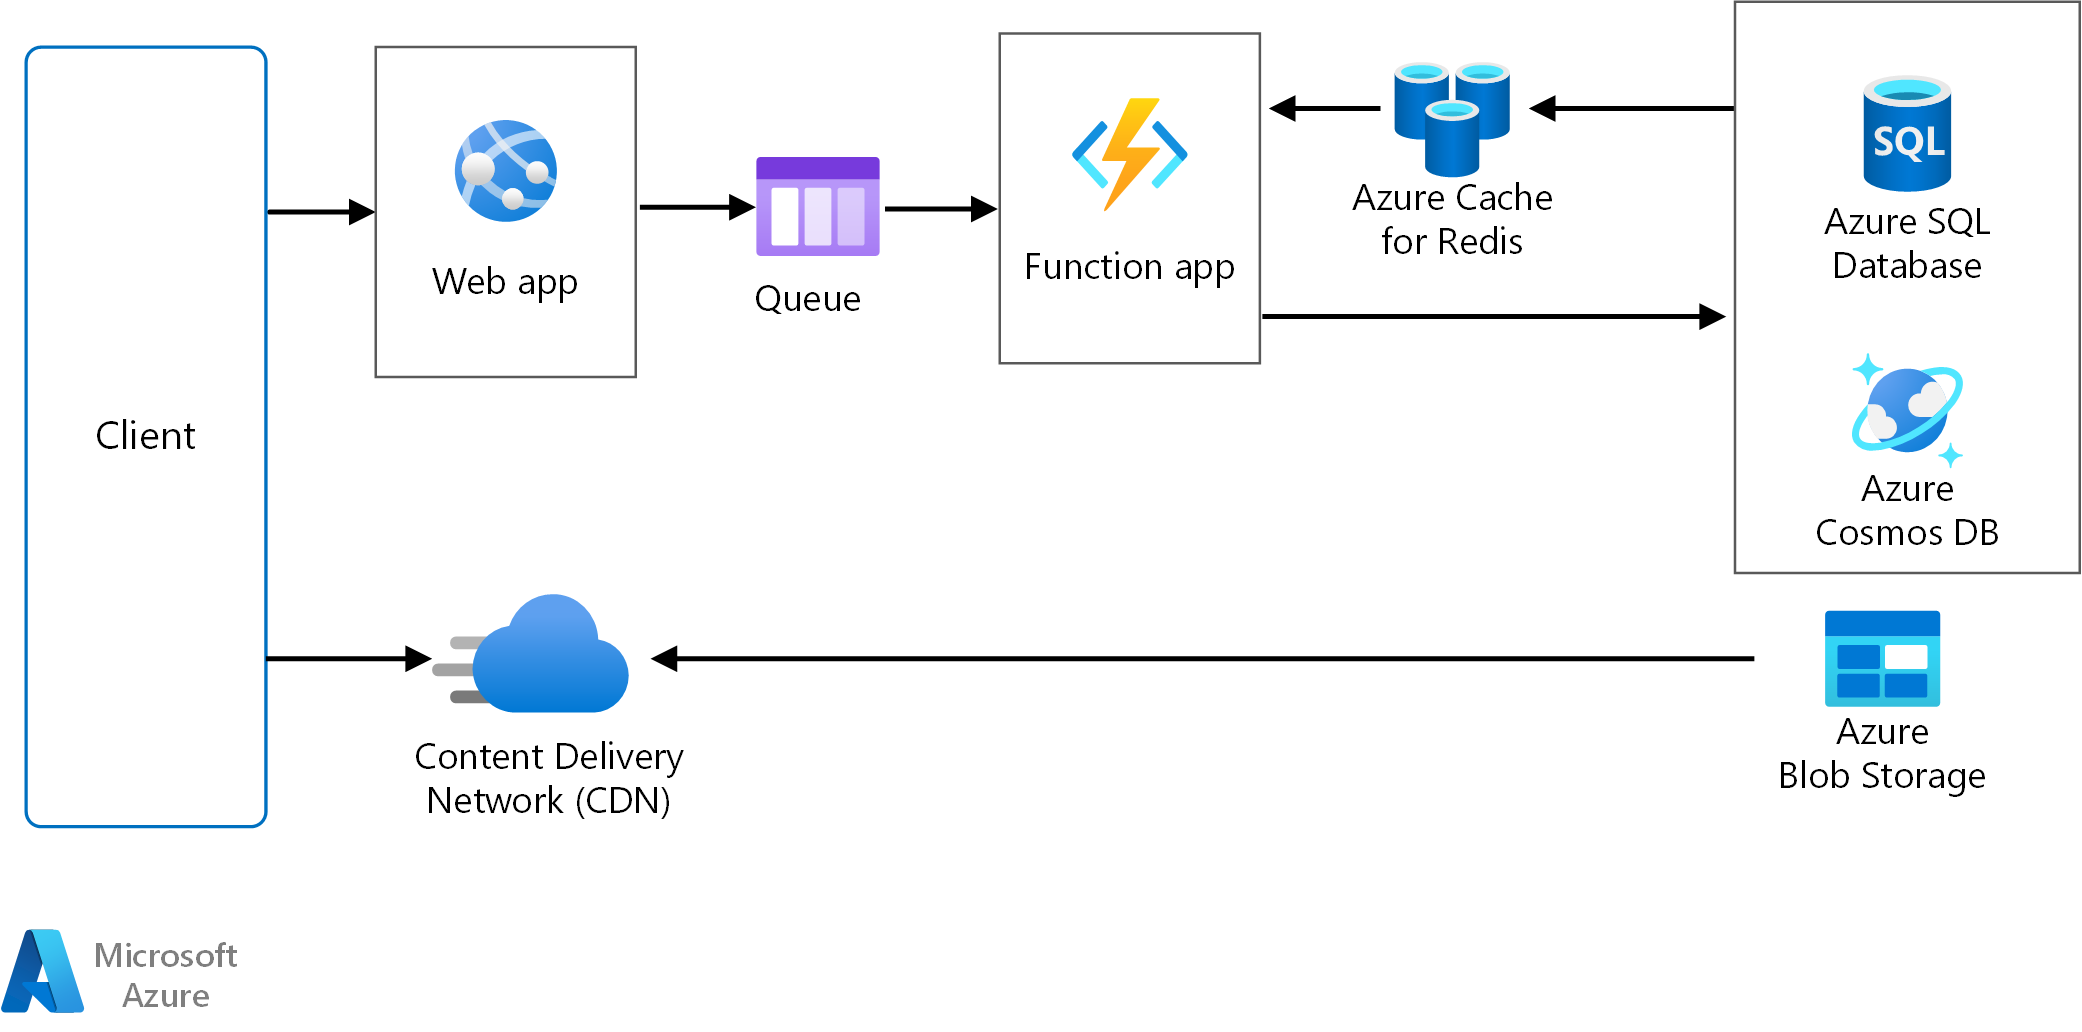 Client
Web app
Queue
Function app
Azure Cache
for Redis
SQL
Azure SQL
Database
Azure
Cosmos DB
Content Delivery
Network (CDN)
Azure
Blob Storage
Microsoft
Azure